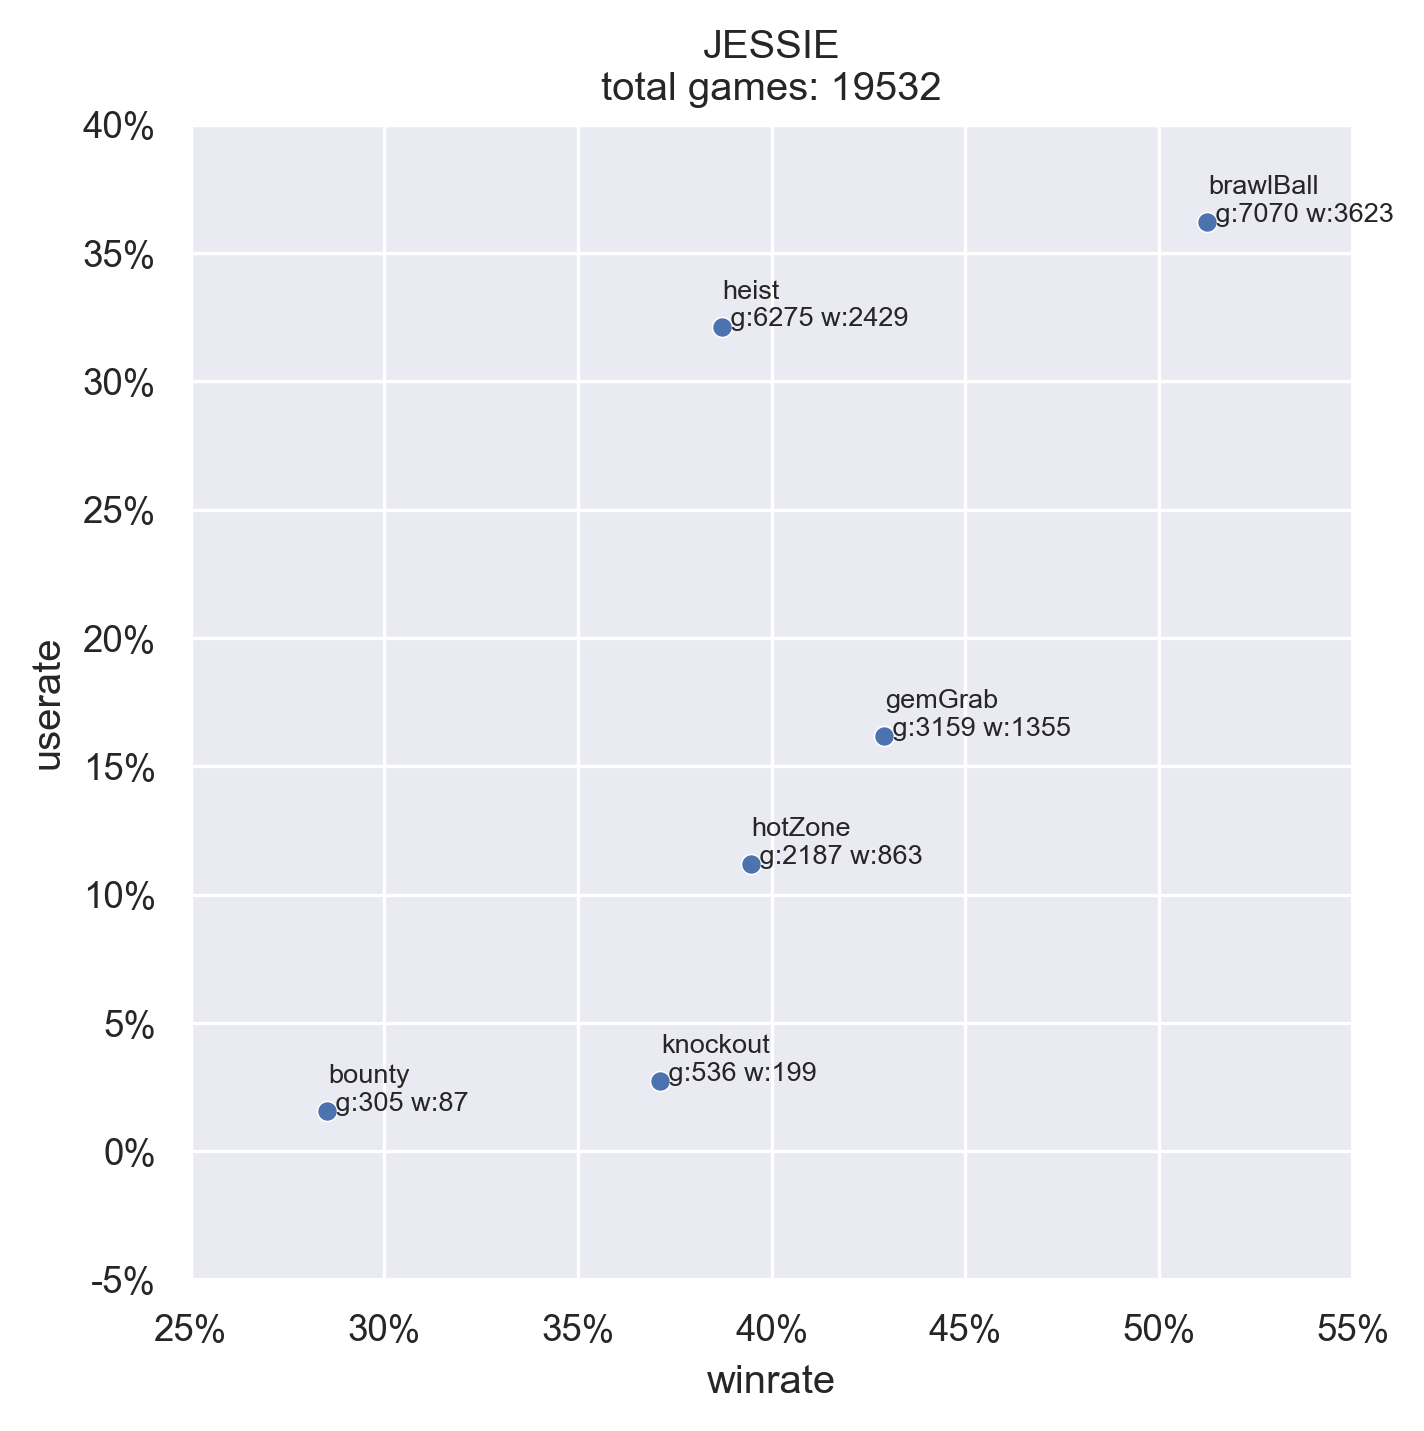 JESSIE
total games: 19532
40%
35%
30%
25%
20%
15%
10%
5%
0%
-5%
userate
brawlBall
g:7070 w:3623
heist
g:6275 w:2429
gemGrab
g:3159 w:1355
hotZone
g:2187 w:863
knockout
g:536 w:199
bounty
g:305 w:87
25%
30%
35%
40%
45%
50%
55%
winrate